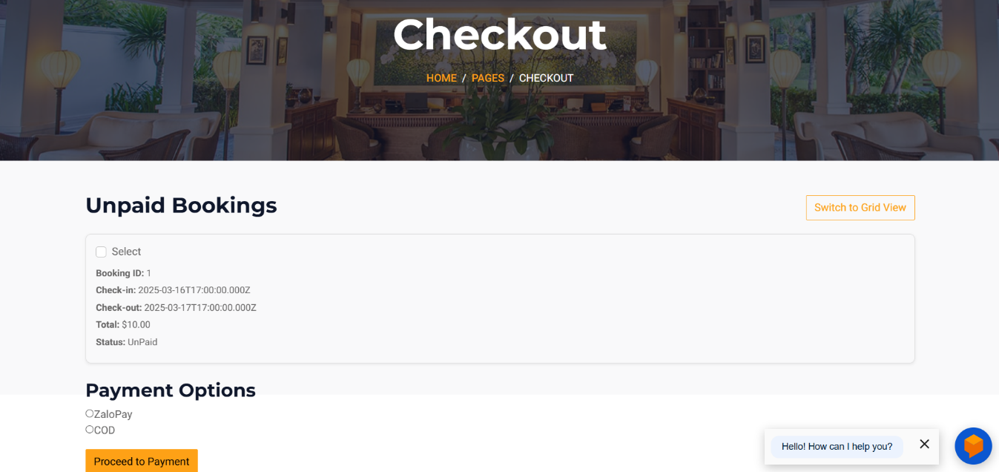 Checkout
HOME / PAGES / CHECKOUT
Unpaid Bookings
Switch to Grid View
Select
Booking ID: 1
Check-in: 2025-03-16T17:00:00.000Z
Check-out: 2025-03-17T17:00:00.000Z
Total: $10.00
Status: UnPaid
Payment Options
ZaloPay
COD
Proceed to Payment
Hello! How can I help you?